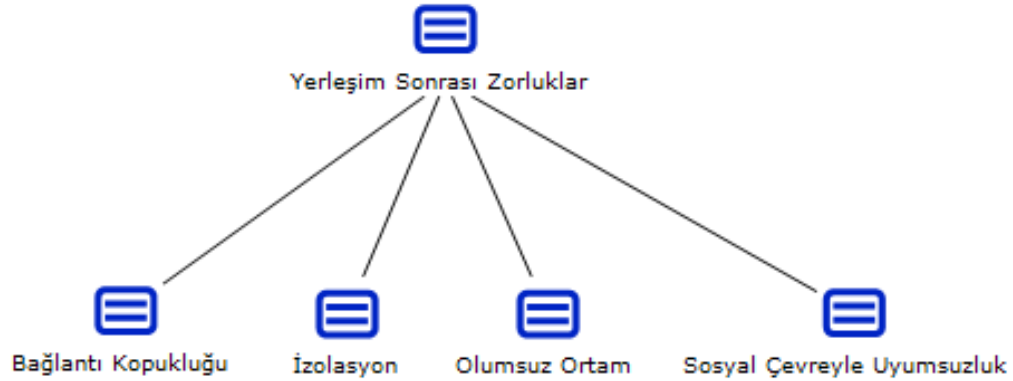 Yerleşim Sonrası Zorluklar
Bağlantı Kopukluğu
İzolasyon
Olumsuz Ortam
Sosyal Çevreyle Uyumsuzluk